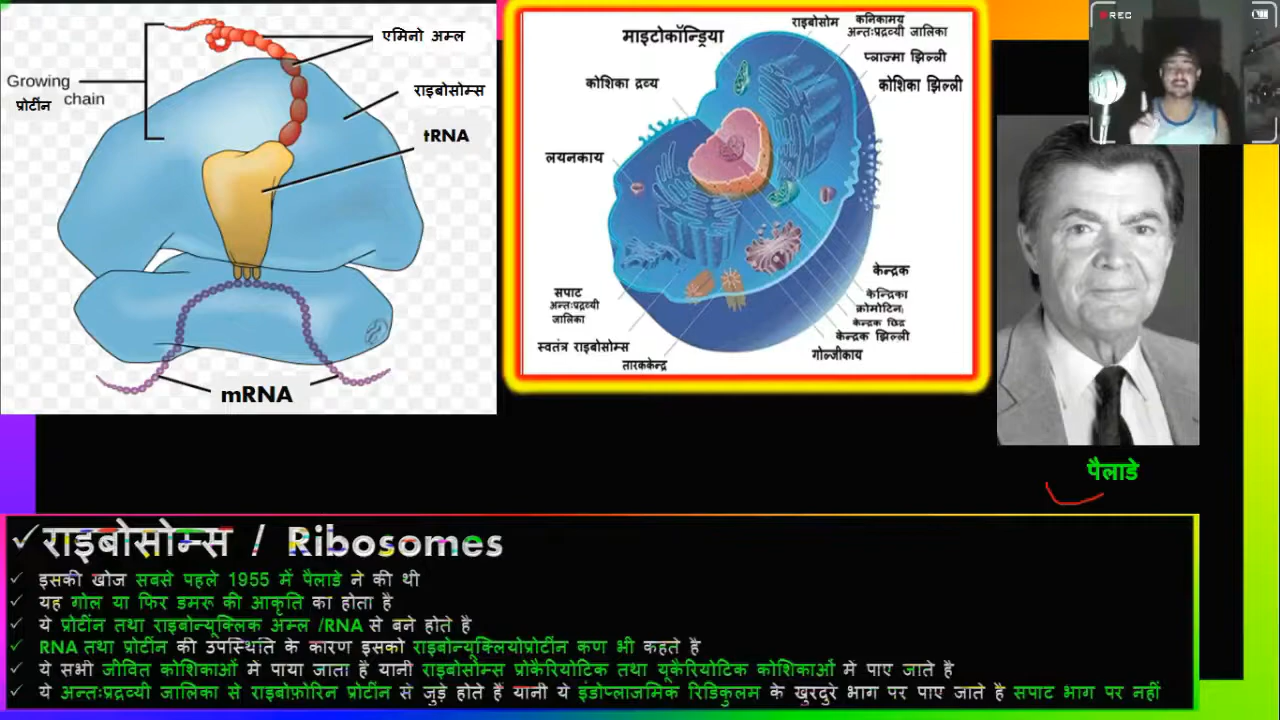 एमिनो अम्ल
Growing
प्रोटीन chain
राइबोसोम्स
tRNA
mRNA
राइबोसोम
कनिकामय
अन्तःप्रद्रव्यी जालिका
माइटोकॉन्ड्रिया
प्लाज्मा झिल्ली
कोशिका द्रव्य
कोशिका झिल्ली
लयनकाय
केन्द्रक
केन्द्रिका
क्रोमोटिन
केन्द्रक छिद्र
केन्द्रक झिल्ली
गोल्जीकाय
सपाट
अन्तःप्रद्रव्यी
जालिका
स्वतंत्र राइबोसोम्स
तारककेन्द्र
REC
पैलाडे
✓राइबोसोम्स / Ribosomes
✓ इसकी खोज सबसे पहले 1955 में पैलाडे ने की थी
✓ यह गोल या फिर डमरू की आकृति का होता है
✓ ये प्रोटीन तथा राइबोन्यूक्लिक अम्ल /RNA से बने होते है
✓ RNA तथा प्रोटीन की उपस्थिति के कारण इसको राइबोन्यूक्लियोप्रोटीन कण भी कहते है
✓ ये सभी जीवित कोशिकाओं में पाया जाता है यानी राइबोसोम्स प्रोकैरियोटिक तथा यूकैरियोटिक कोशिकाओं में पाए जाते है
✓ ये अन्तःप्रद्रव्यी जालिका से राइबोफ़ोरिन प्रोटीन से जुड़े होते हैं यानी ये इंडोप्लाजमिक रिडिकुलम के खुरदुरे भाग पर पाए जाते है सपाट भाग पर नहीं